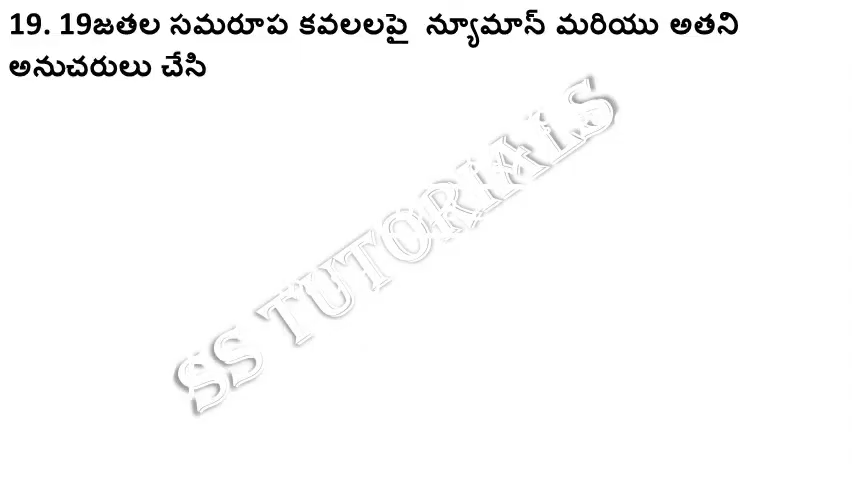 19. 19జతల సమరూప కవలలపై న్యూమాస్ మరియు అతని
అనుచరులు చేసి
SS TUTORIALS